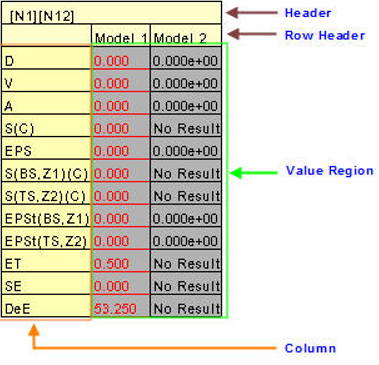 [N1][N12] Header
Model 1 Model 2 Row Header
D 0.000 0.000e+00
V 0.000 0.000e+00
A 0.000 0.000e+00
S(C) 0.000 No Result
EPS 0.000 0.000e+00
S(BS,Z1)(C) 0.000 No Result Value Region
S(TS,Z2)(C) 0.000 No Result
EPSt(BS,Z1) 0.000 0.000e+00
EPSt(TS,Z2) 0.000 0.000e+00
ET 0.500 No Result
SE 0.000 No Result
DeE 53.250 No Result
Column